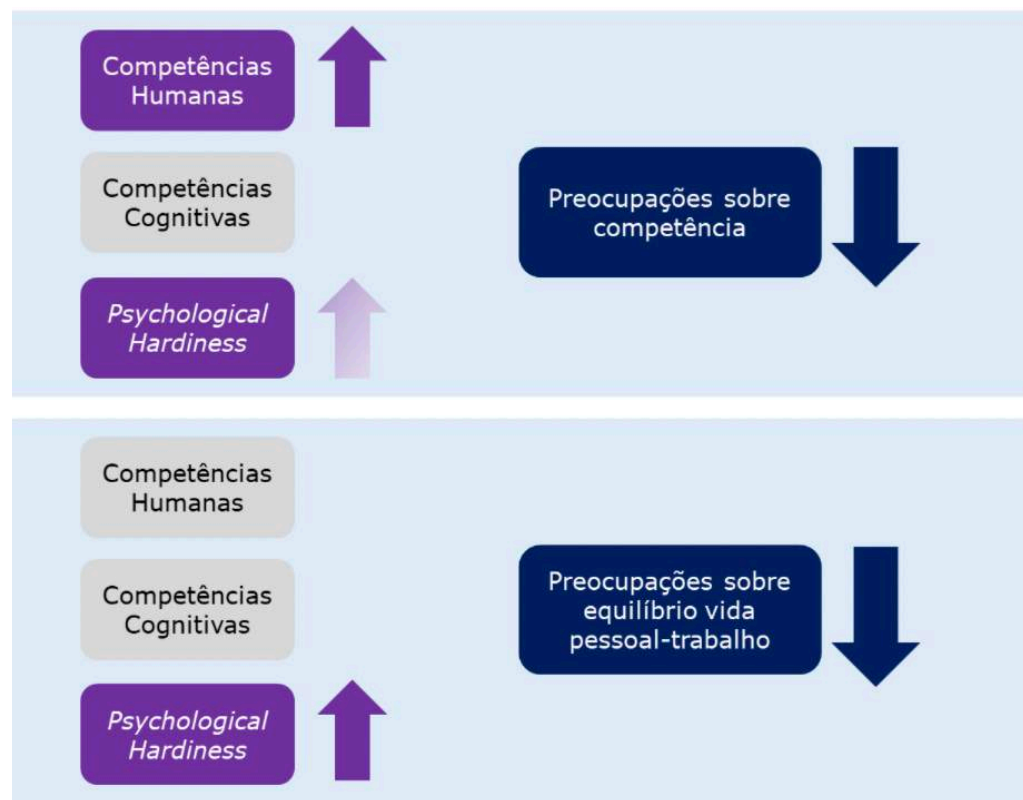 Competências
Humanas
Competências
Cognitivas
Psychological
Hardiness
Preocupações sobre
competência
Competências
Humanas
Competências
Cognitivas
Psychological
Hardiness
Preocupações sobre
equilíbrio vida
pessoal-trabalho